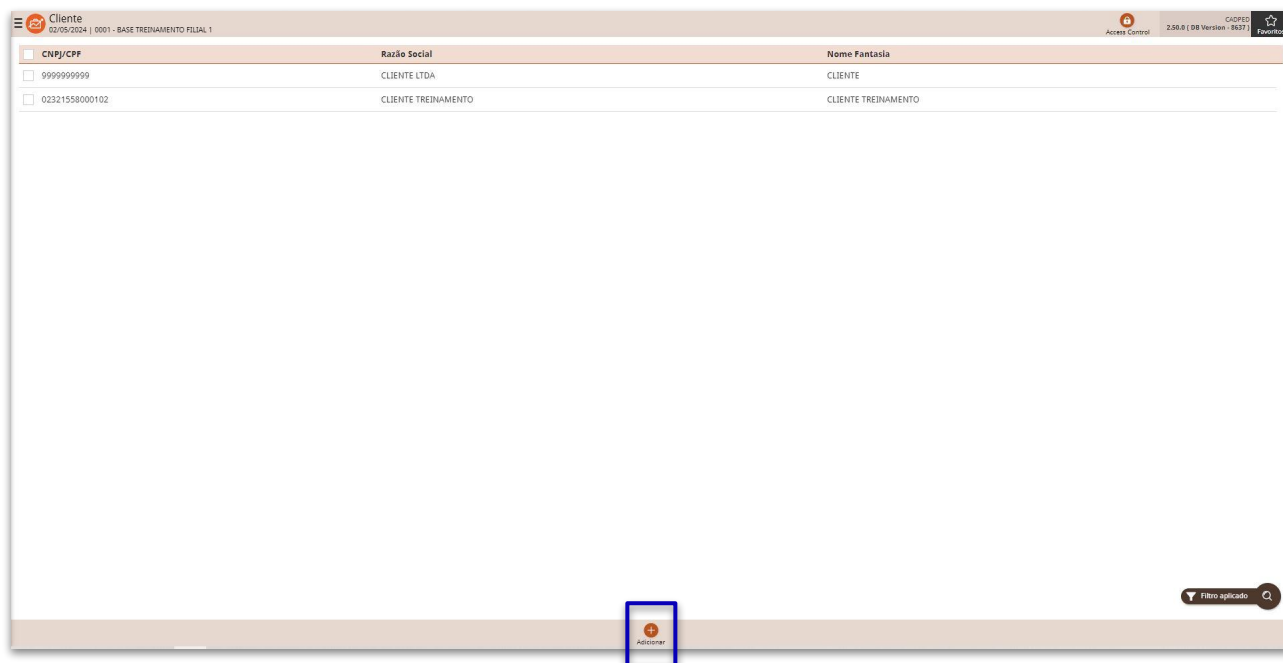 Cliente
02/05/2024 | 0001 - BASE TREINAMENTO FILIAL 1
Access Control
CADPED
2.50.0 ( DB Version - 8637 )
Favoritos
CNPJ/CPF Razão Social Nome Fantasia
9999999999 CLIENTE LTDA CLIENTE
02321558000102 CLIENTE TREINAMENTO CLIENTE TREINAMENTO
Filtro aplicado
Adicionar